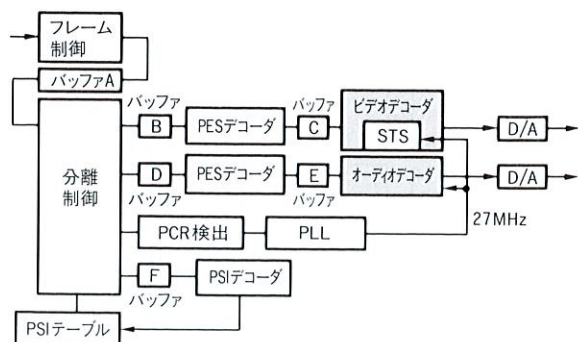 フレーム
制御
バッファA
バッファ
B
PESデコーダ
バッファ
C
ビデオデコーダ
STS
D/A
分離
制御
D
バッファ
PESデコーダ
E
バッファ
オーディオデコーダ
D/A
27MHz
PCR検出
PLL
F
バッファ
PSIデコーダ
PSIテーブル